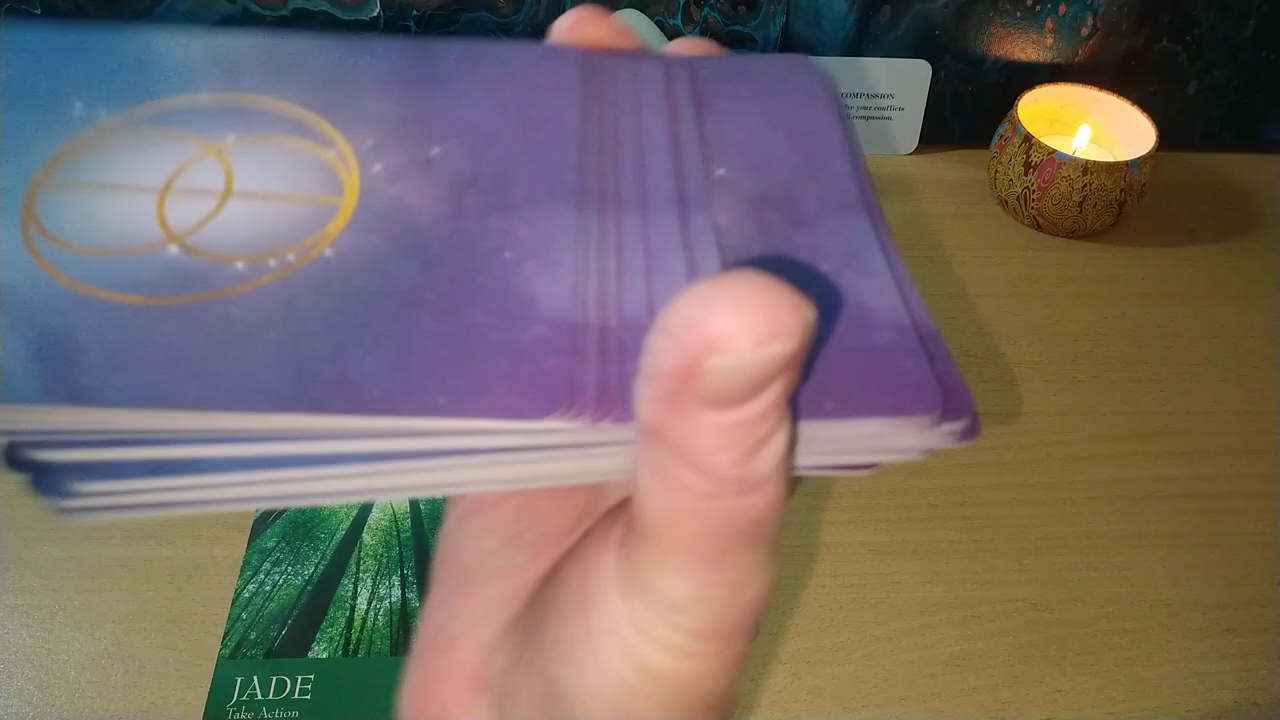 COMPASSION
your conflicts
compassion.
JADE
Take Action